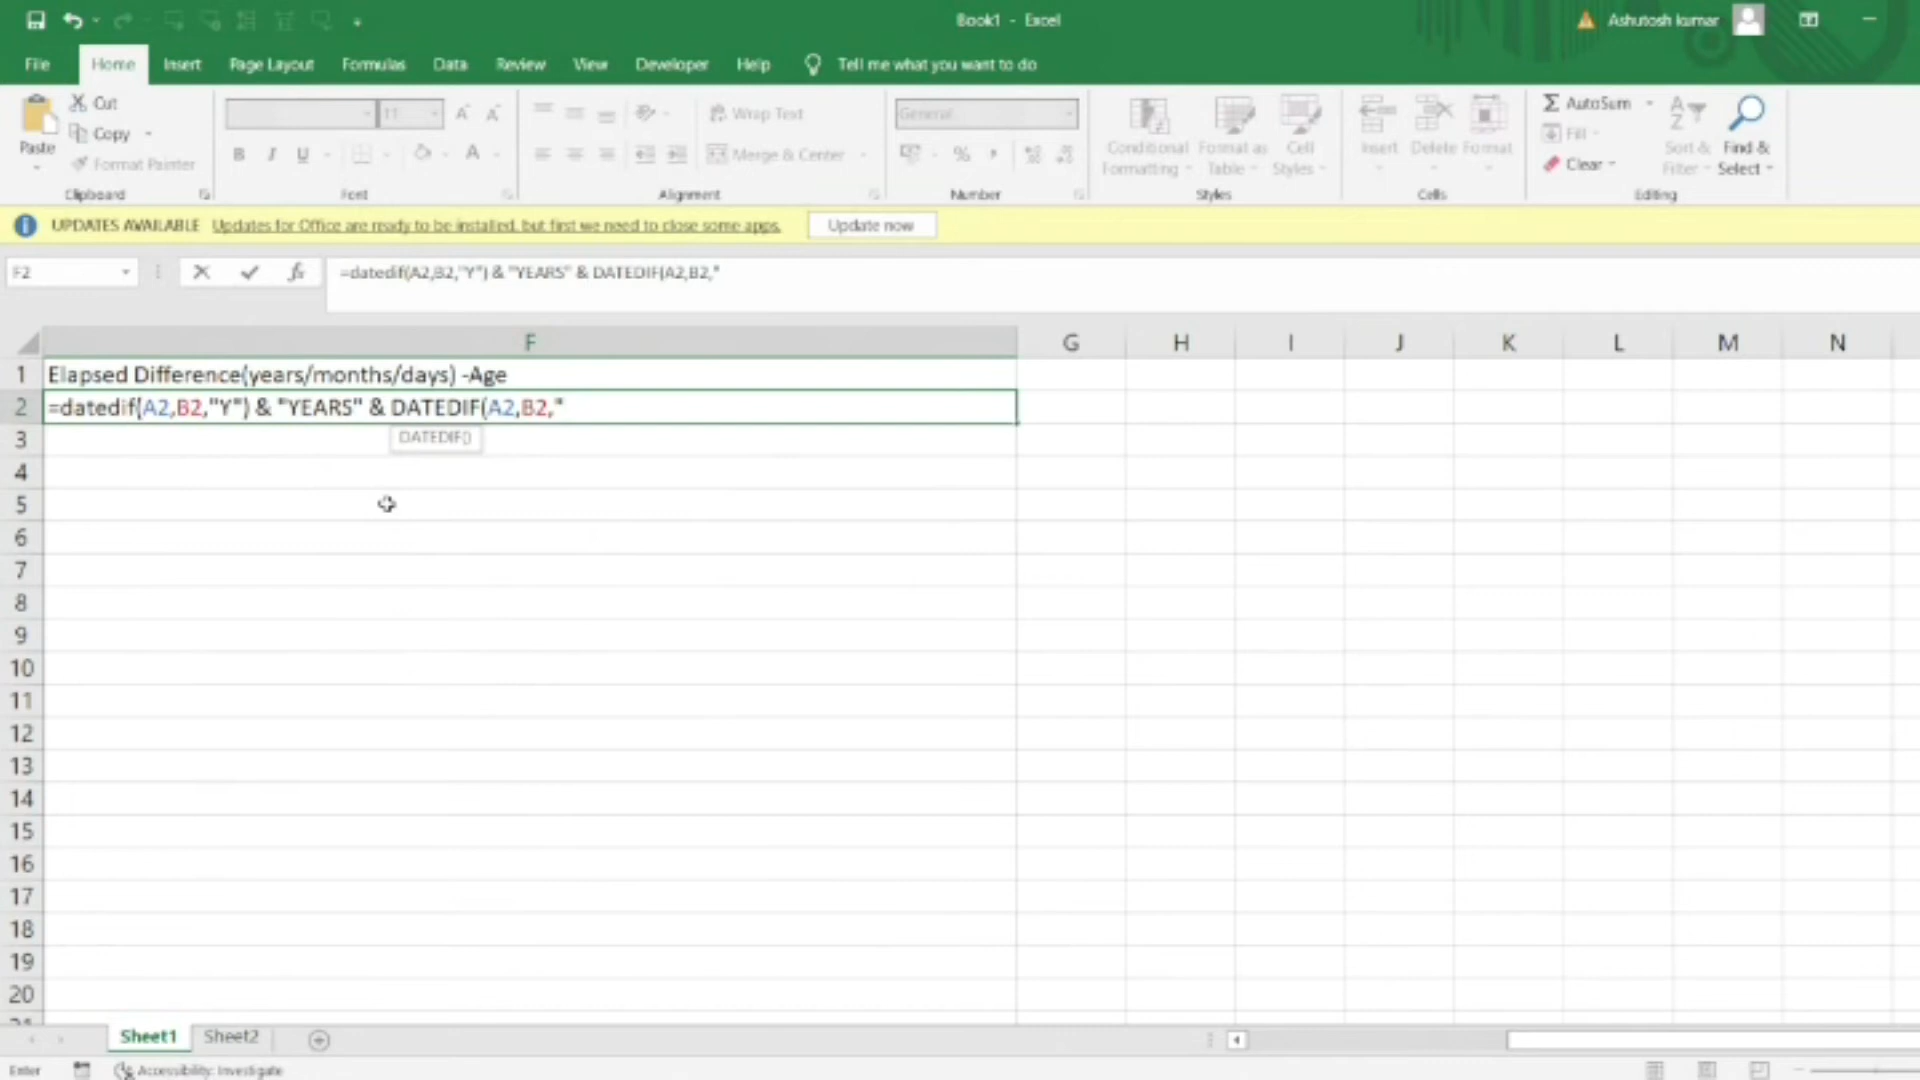 Book1 - Excel
Ashutosh kumar
File Home Insert Page Layout Formulas Data Review View Developer Help Tell me what you want to do
Paste
Cut
Copy
Format Painter
Clipboard
11
B I U
Font
Wrap Text
Merge & Center
Alignment
General
%
Number
Conditional Formatting
Format as Table
Cell Styles
Styles
Insert Delete Format
Cells
AutoSum
Fill
Clear
Sort & Filter
Find & Select
Editing
UPDATES AVAILABLE Updates for Office are ready to be installed, but first we need to close some apps. Update now
F2 fx =datedif(A2,B2,"Y") & "YEARS" & DATEDIF(A2,B2,"
F G H I J K L M N
1 Elapsed Difference(years/months/days) -Age
2 =datedif(A2,B2,"Y") & "YEARS" & DATEDIF(A2,B2,"
DATEDIF()
3
4
5
6
7
8
9
10
11
12
13
14
15
16
17
18
19
20
Sheet1 Sheet2
Enter Accessibility: Investigate